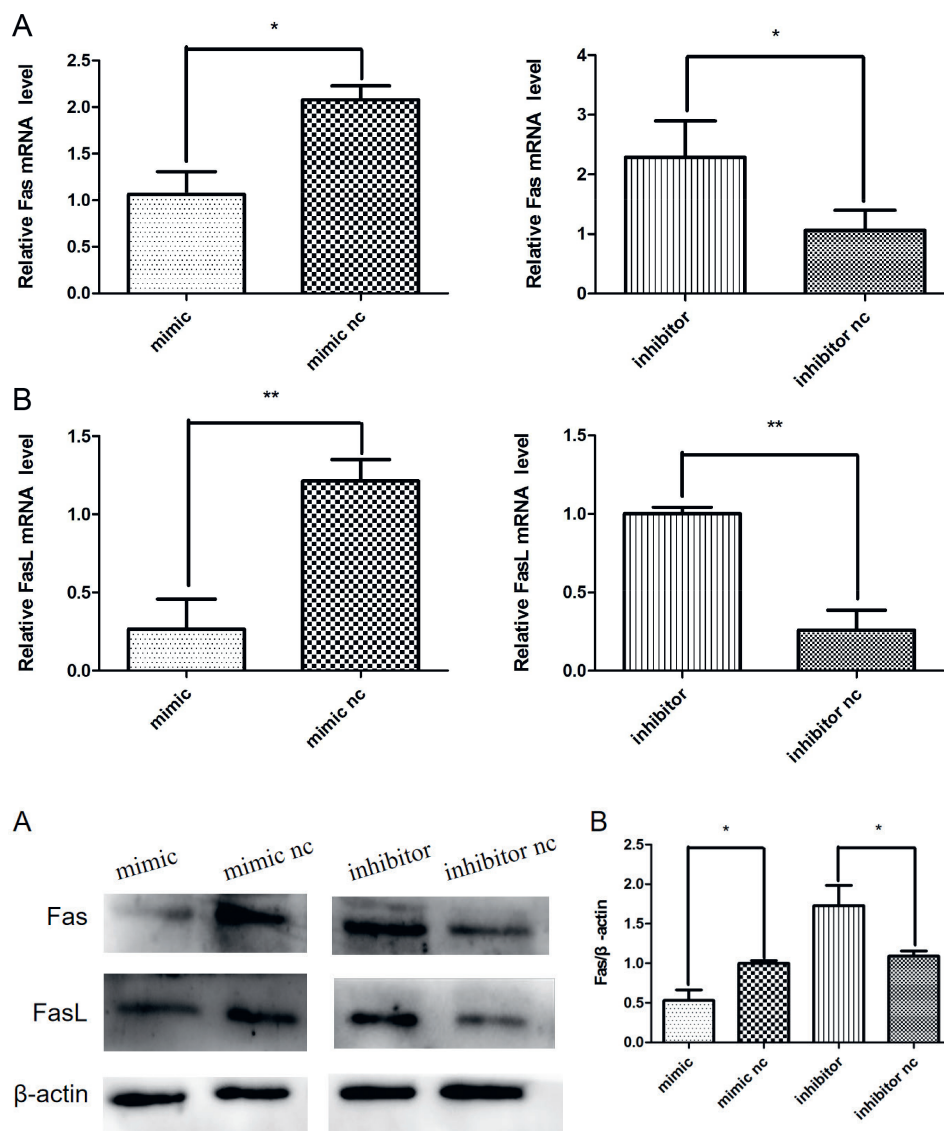 A
Relative Fas mRNA level
2.5
2.0
1.5
1.0
0.5
0.0
*
mimic
mimic nc
Relative Fas mRNA level
4
3
2
1
0
*
inhibitor
inhibitor nc
B
Relative FasL mRNA level
1.5
1.0
0.5
0.0
**
mimic
mimic nc
Relative FasL mRNA level
1.5
1.0
0.5
0.0
**
inhibitor
inhibitor nc
A
mimic
mimic nc
inhibitor
inhibitor nc
Fas
FasL
β-actin
B
Fas/β -actin
2.5
2.0
1.5
1.0
0.5
0.0
*
*
mimic
mimic nc
inhibitor
inhibitor nc